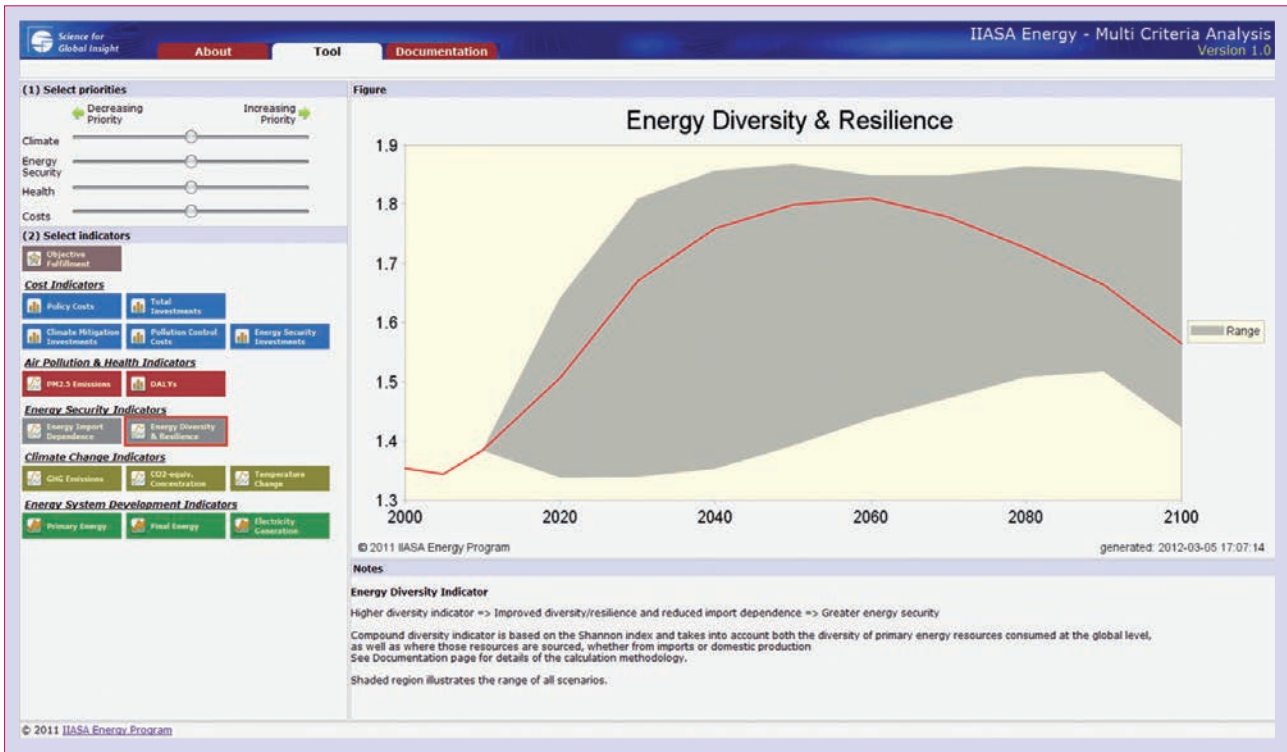 Science for
Global Insight
About
Tool
Documentation
IIASA Energy - Multi Criteria Analysis
Version 1.0
(1) Select priorities
Decreasing
Priority
Increasing
Priority
Climate
Energy
Security
Health
Costs
(2) Select indicators
Objective
Fulfillment
Cost Indicators
Policy Costs
Total
Investments
Climate Mitigation
Investments
Pollution Control
Costs
Energy Security
Investments
Air Pollution & Health Indicators
PM2.5 Emissions
DALYs
Energy Security Indicators
Energy Import
Dependence
Energy Diversity
& Resilience
Climate Change Indicators
GHG Emissions
CO2-equiv.
Concentration
Temperature
Change
Energy System Development Indicators
Primary Energy
Final Energy
Electricity
Generation
Figure
Energy Diversity & Resilience
1.9
1.8
1.7
1.6
1.5
1.4
1.3
2000 2020 2040 2060 2080 2100
Range
© 2011 IIASA Energy Program
generated: 2012-03-05 17:07:14
Notes
Energy Diversity Indicator
Higher diversity indicator => Improved diversity/resilience and reduced import dependence => Greater energy security
Compound diversity indicator is based on the Shannon index and takes into account both the diversity of primary energy resources consumed at the global level,
as well as where those resources are sourced, whether from imports or domestic production
See Documentation page for details of the calculation methodology.
Shaded region illustrates the range of all scenarios.
© 2011 IIASA Energy Program